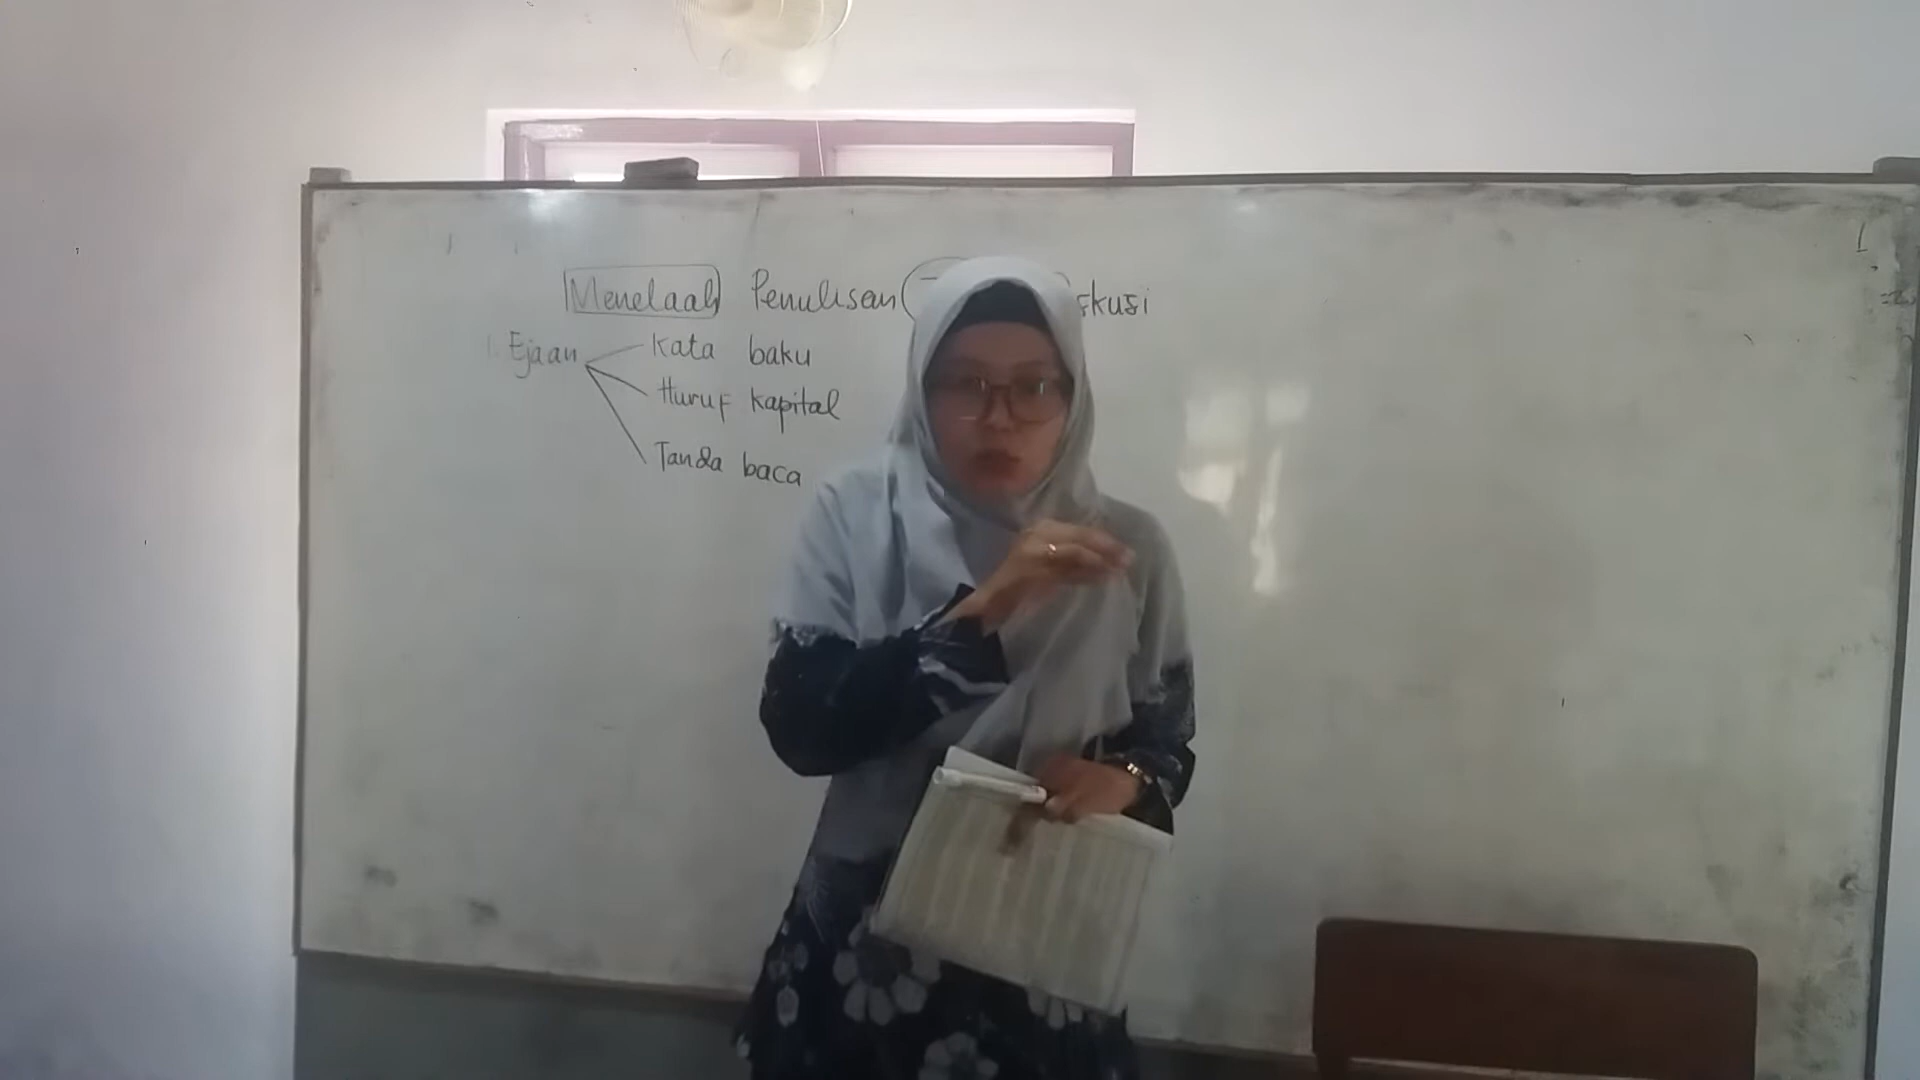 Menelaah Penulisan
1. Ejaan
Kata baku
Huruf kapital
Tanda baca